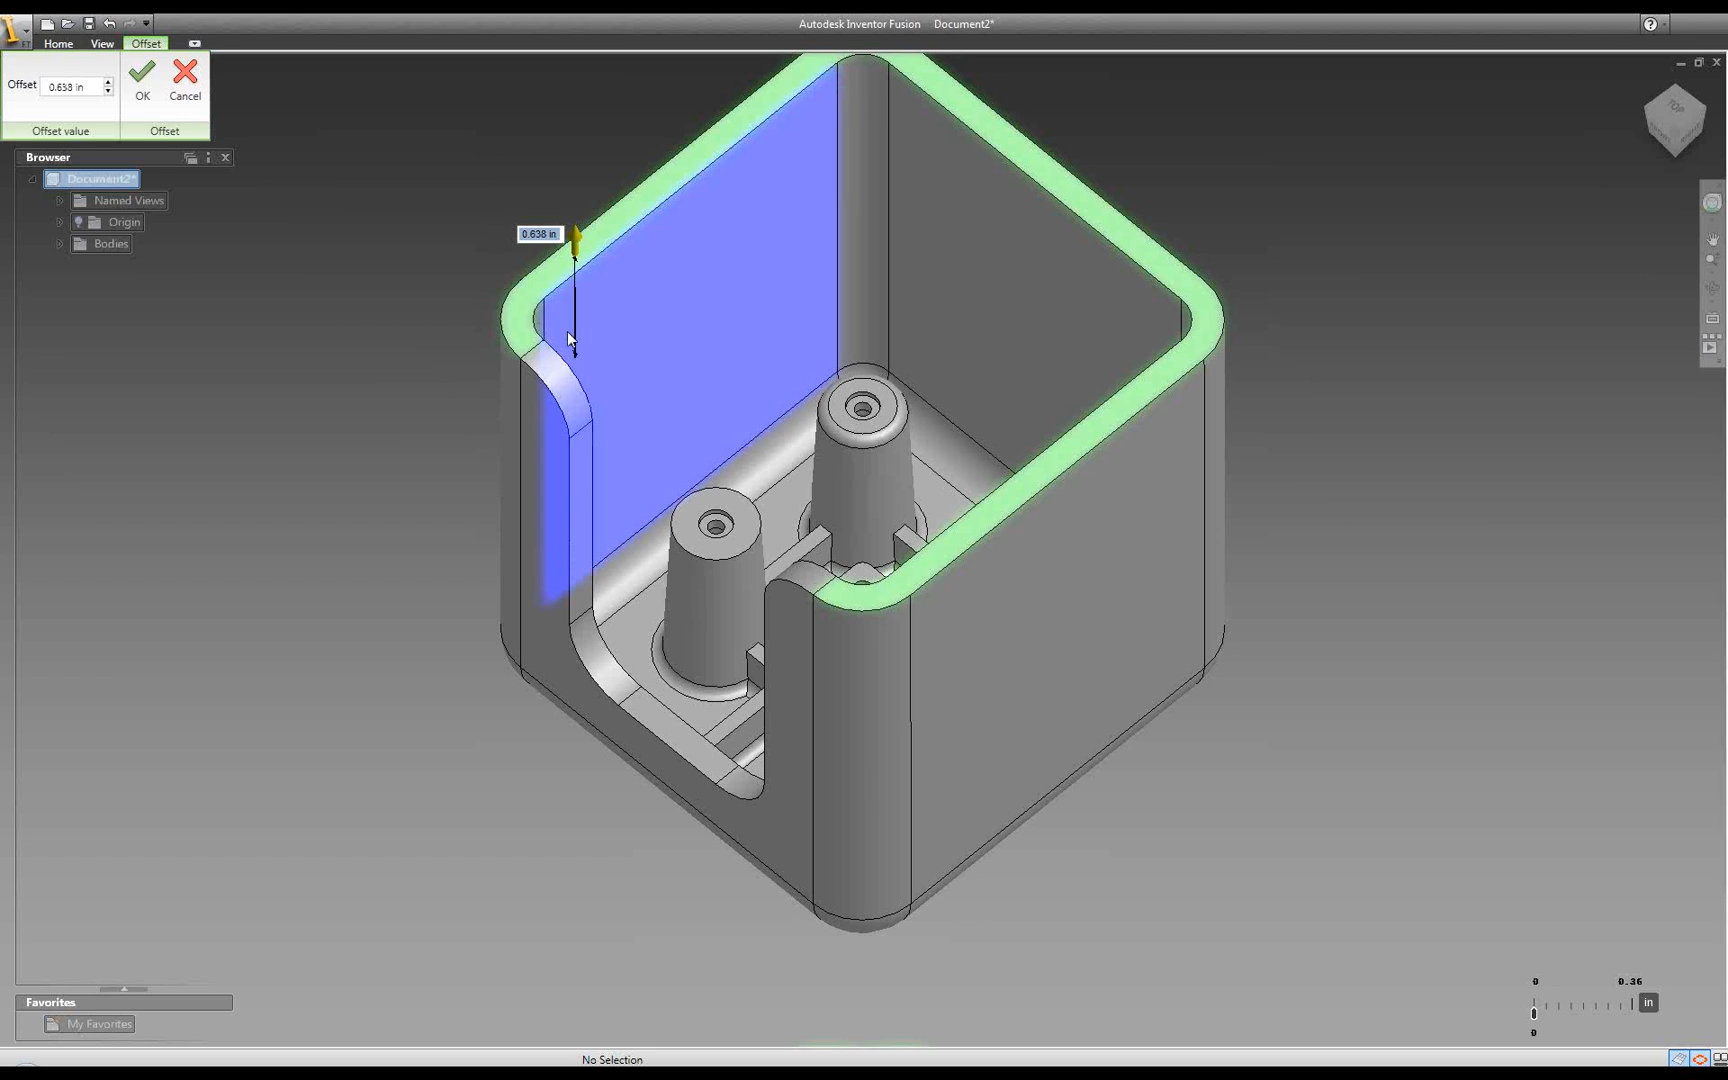 Autodesk Inventor Fusion Document2*
Home View Offset
Offset 0.638 in
OK Cancel
Offset value Offset
Browser
Document2*
Named Views
Origin
Bodies
0.638 in
TOP
0 0.36
in
0
Favorites
My Favorites
No Selection